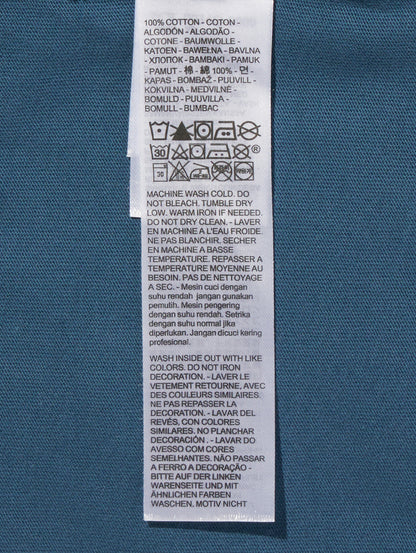 100% COTTON - COTON -
ALGODÓN - ALGODÃO -
COTONE - BAUMWOLLE -
KATOEN - BAWEŁNA - BAVLNA
- ХЛОПОК - BAMBAKI - PAMUK
- PAMUT - 棉 - 綿 100% - 면 -
KAPAS - BOMBAŽ - PUUVILL -
KOKVILNA - MEDVILNĖ -
BOMULD - PUUVILLA -
BOMULL - BUMBAC
30
®
30
MACHINE WASH COLD. DO
NOT BLEACH. TUMBLE DRY
LOW. WARM IRON IF NEEDED.
DO NOT DRY CLEAN. - LAVER
EN MACHINE A L'EAU FROIDE.
NE PAS BLANCHIR. SECHER
EN MACHINE A BASSE
TEMPERATURE. REPASSER A
TEMPERATURE MOYENNE AU
BESOIN. PAS DE NETTOYAGE
A SEC. - Mesin cuci dengan
suhu rendah jangan gunakan
pemutih. Mesin pengering
dengan suhu rendah. Setrika
dengan suhu normal jika
diperlukan. Jangan dicuci kering
profesional.
WASH INSIDE OUT WITH LIKE
COLORS. DO NOT IRON
DECORATION. - LAVER LE
VETEMENT RETOURNE, AVEC
DES COULEURS SIMILAIRES.
NE PAS REPASSER LA
DECORATION. - LAVAR DEL
REVÉS, CON COLORES
SIMILARES. NO PLANCHAR
DECORACIÓN . - LAVAR DO
AVESSO COM CORES
SEMELHANTES. NÃO PASSAR
A FERRO A DECORAÇÃO -
BITTE AUF DER LINKEN
WARENSEITE UND MIT
ÄHNLICHEN FARBEN
WASCHEN. MOTIV NICHT